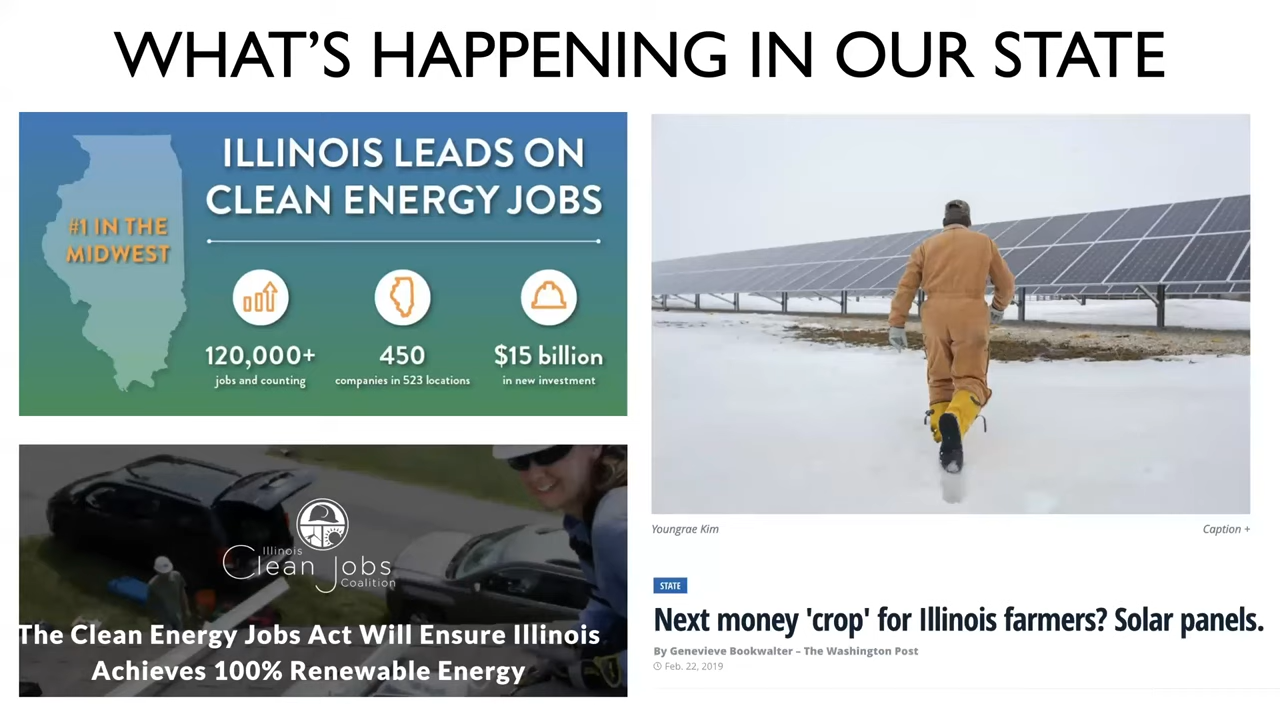 WHAT'S HAPPENING IN OUR STATE
ILLINOIS LEADS ON
CLEAN ENERGY JOBS
#1 IN THE
MIDWEST
120,000+
jobs and counting
450
companies in 523 locations
$15 billion
in new investment
Illinois
Clean Jobs
Coalition
The Clean Energy Jobs Act Will Ensure Illinois
Achieves 100% Renewable Energy
Youngrae Kim
Caption +
STATE
Next money 'crop' for Illinois farmers? Solar panels.
By Genevieve Bookwalter – The Washington Post
Feb. 22, 2019